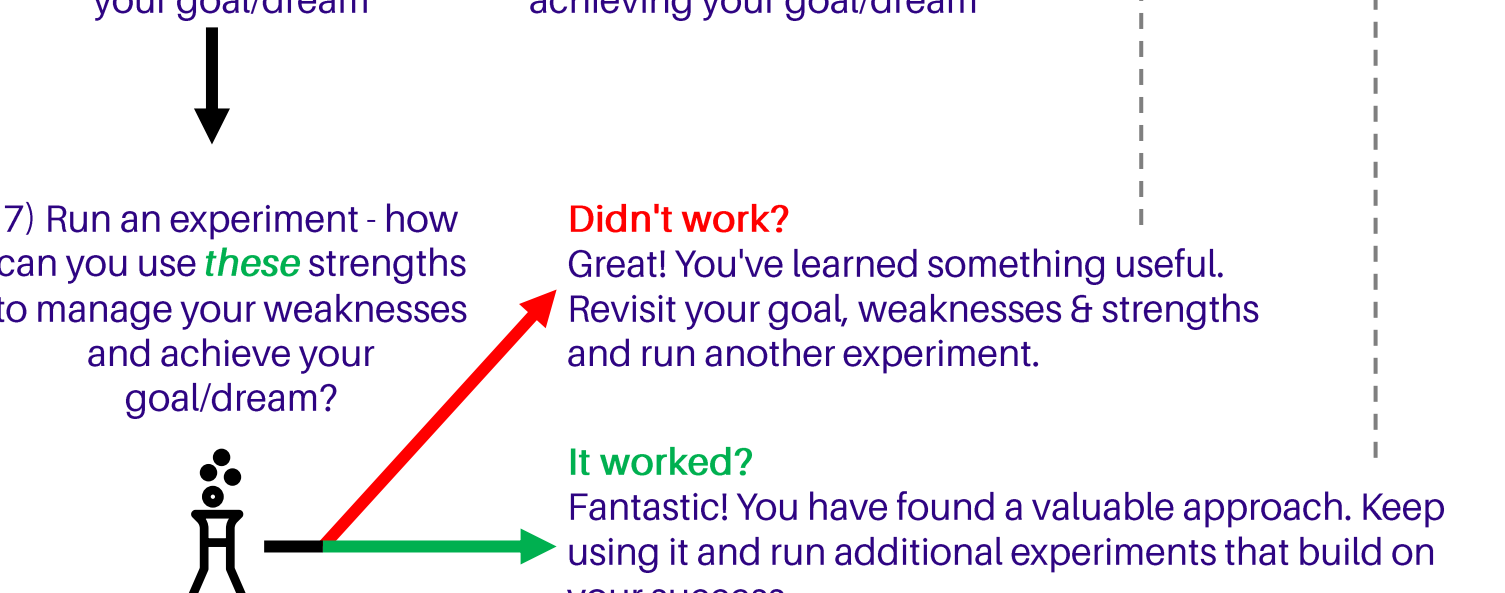 your goal/dream
achieving your goal/dream
7) Run an experiment - how
can you use these strengths
to manage your weaknesses
and achieve your
goal/dream?
Didn't work?
Great! You've learned something useful.
Revisit your goal, weaknesses & strengths
and run another experiment.
It worked?
Fantastic! You have found a valuable approach. Keep
using it and run additional experiments that build on
your success